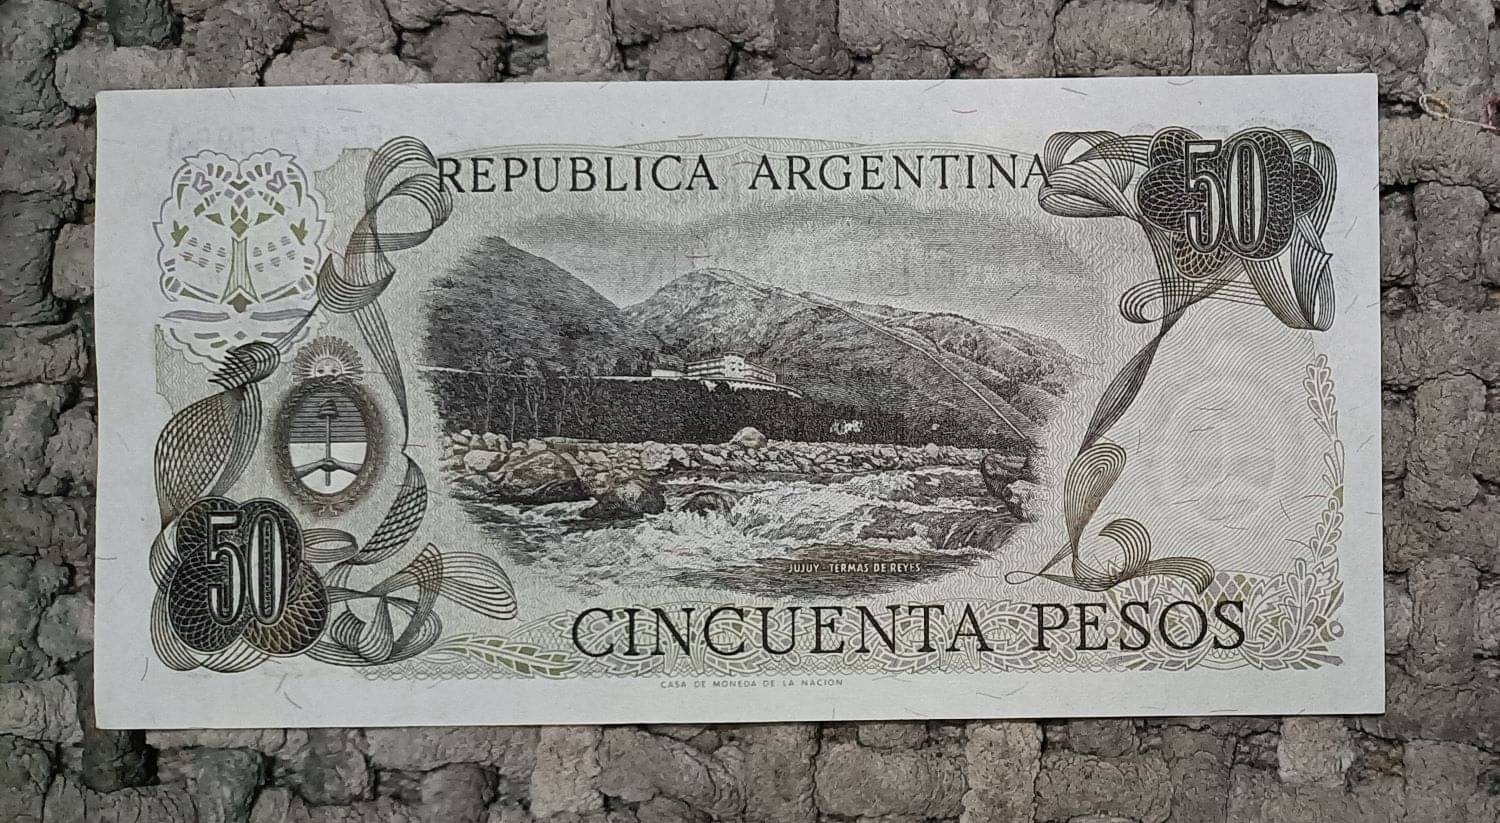 REPUBLICA ARGENTINA
50
50
JUJUY - TERMAS DE REYES
CINCUENTA PESOS
CASA DE MONEDA DE LA NACION